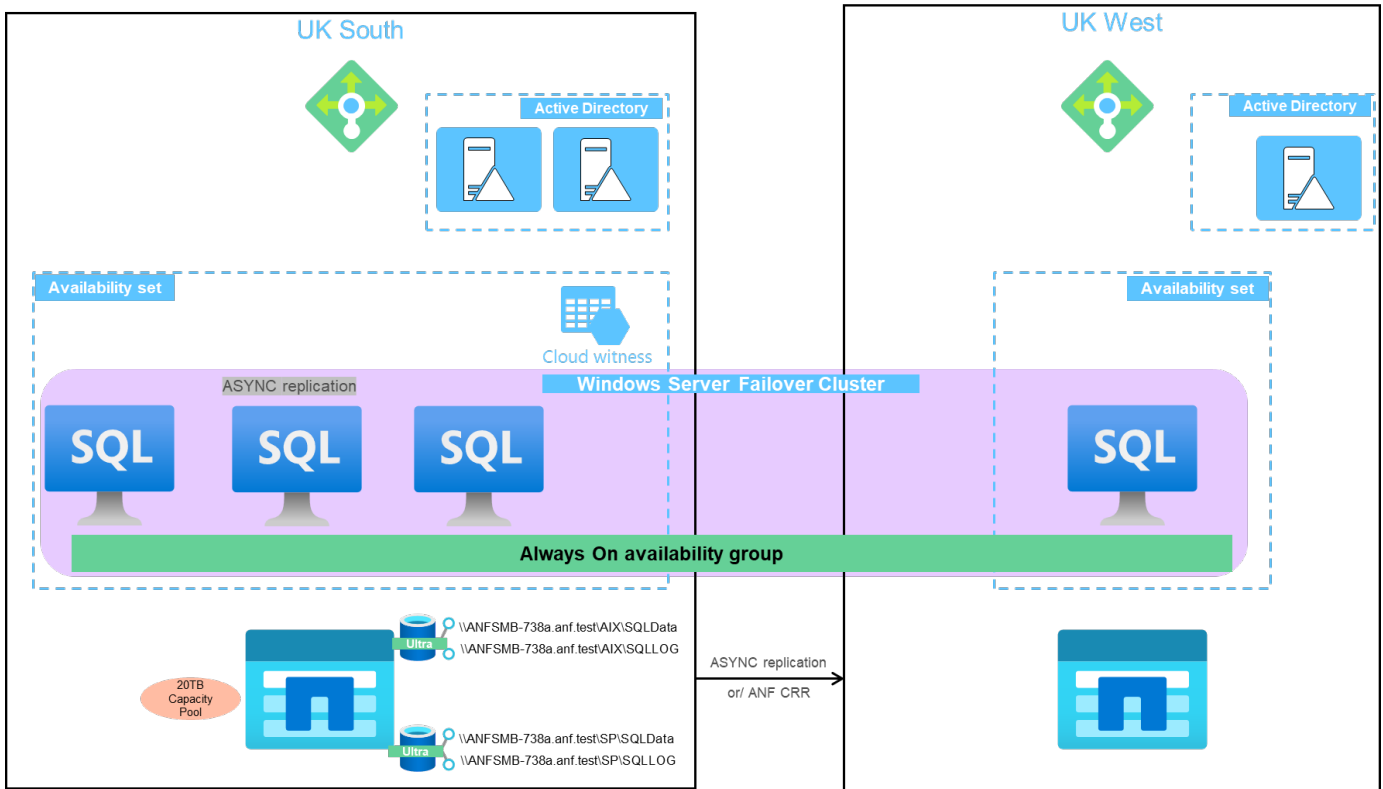 UK South
UK West
Active Directory
Active Directory
Availability set
Availability set
Cloud witness
ASYNC replication
Windows Server Failover Cluster
SQL
SQL
SQL
SQL
Always On availability group
Ultra
\\ANFSMB-738a.anf.test\AIX\SQLData
\\ANFSMB-738a.anf.test\AIX\SQLLOG
20TB
Capacity
Pool
ASYNC replication
or/ ANF CRR
Ultra
\\ANFSMB-738a.anf.test\SP\SQLData
\\ANFSMB-738a.anf.test\SP\SQLLOG